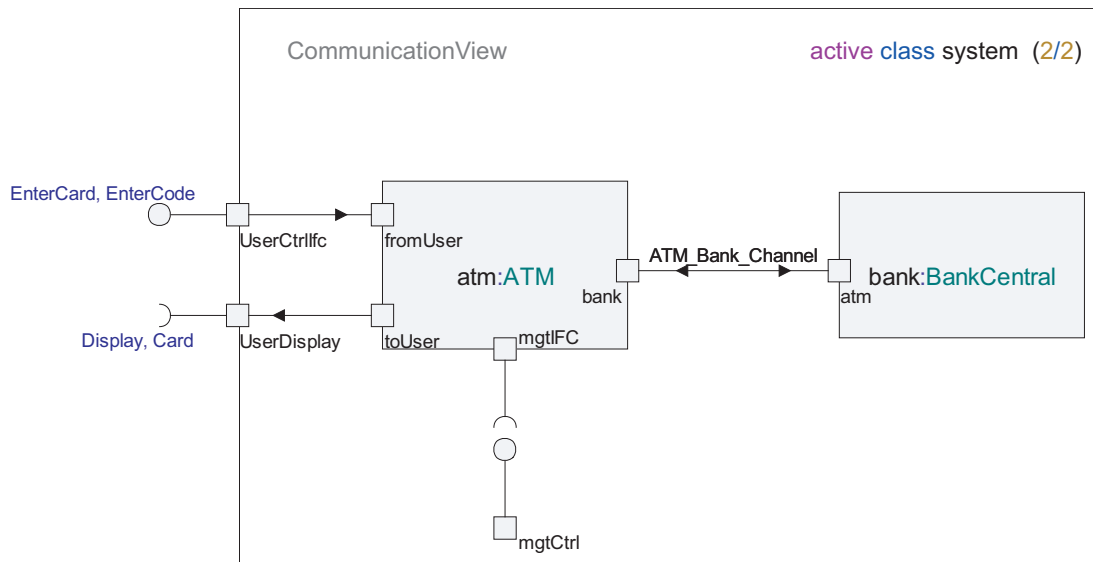 CommunicationView
active class system (2/2)
EnterCard, EnterCode
UserCtrlIfc
fromUser
ATM_Bank_Channel
atm:ATM
bank:BankCentral
bank
atm
Display, Card
UserDisplay
toUser
mgtIFC
mgtCtrl